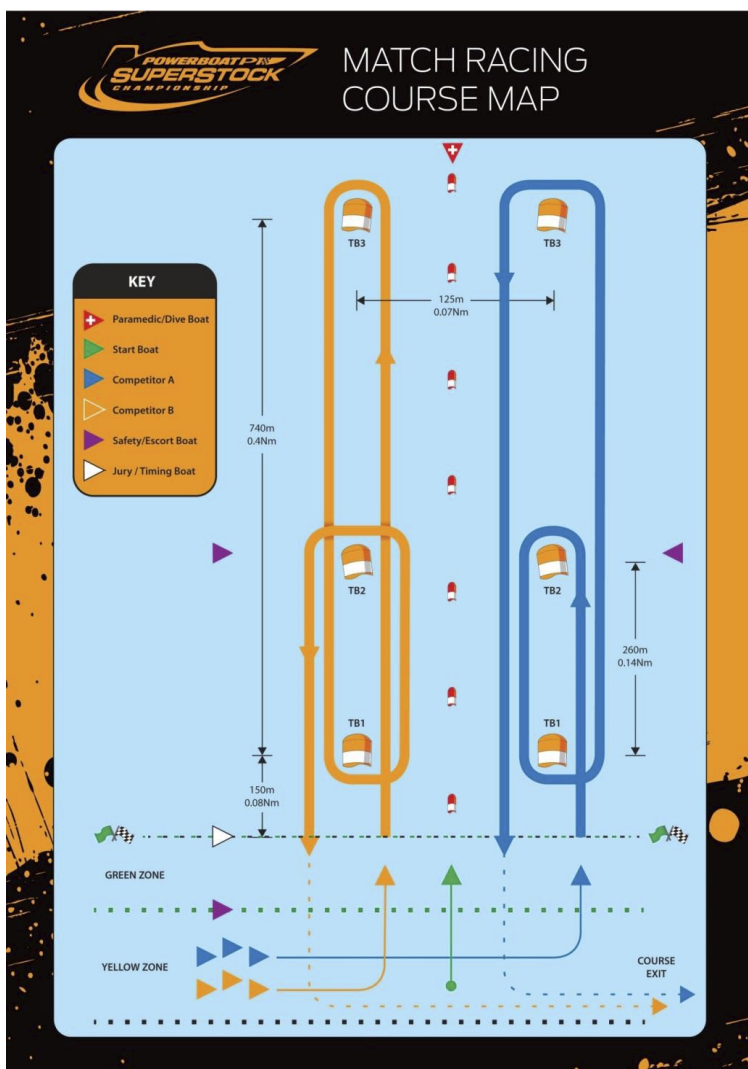 POWERBOAT P1
SUPERSTOCK
CHAMPIONSHIP
MATCH RACING
COURSE MAP
TB3
TB3
KEY
Paramedic/Dive Boat
Start Boat
Competitor A
Competitor B
Safety/Escort Boat
Jury / Timing Boat
125m
0.07Nm
740m
0.4Nm
TB2
TB2
260m
0.14Nm
TB1
TB1
150m
0.08Nm
GREEN ZONE
YELLOW ZONE
COURSE
EXIT